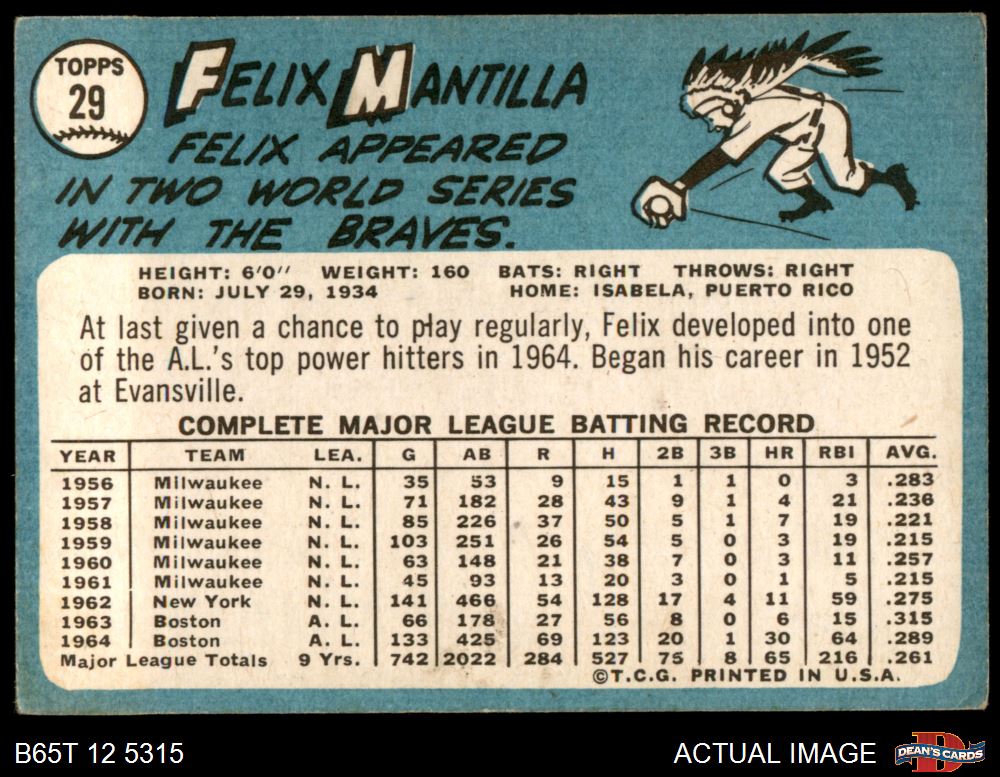 TOPPS
29
FELIX MANTILLA
FELIX APPEARED
IN TWO WORLD SERIES
WITH THE BRAVES.
HEIGHT: 6'0" WEIGHT: 160 BATS: RIGHT THROWS: RIGHT
BORN: JULY 29, 1934 HOME: ISABELA, PUERTO RICO
At last given a chance to play regularly, Felix developed into one
of the A.L.'s top power hitters in 1964. Began his career in 1952
at Evansville.
COMPLETE MAJOR LEAGUE BATTING RECORD
YEAR TEAM LEA. G AB R H 2B 3B HR RBI AVG.
1956 Milwaukee N. L. 35 53 9 15 1 1 0 3 .283
1957 Milwaukee N. L. 71 182 28 43 9 1 4 21 .236
1958 Milwaukee N. L. 85 226 37 50 5 1 7 19 .221
1959 Milwaukee N. L. 103 251 26 54 5 0 3 19 .215
1960 Milwaukee N. L. 63 148 21 38 7 0 3 11 .257
1961 Milwaukee N. L. 45 93 13 20 3 0 1 5 .215
1962 New York N. L. 141 466 54 128 17 4 11 59 .275
1963 Boston A. L. 66 178 27 56 8 0 6 15 .315
1964 Boston A. L. 133 425 69 123 20 1 30 64 .289
Major League Totals 9 Yrs. 742 2022 284 527 75 8 65 216 .261
©T.C.G. PRINTED IN U.S.A.
B65T 12 5315 ACTUAL IMAGE
D
DEAN'S CARDS